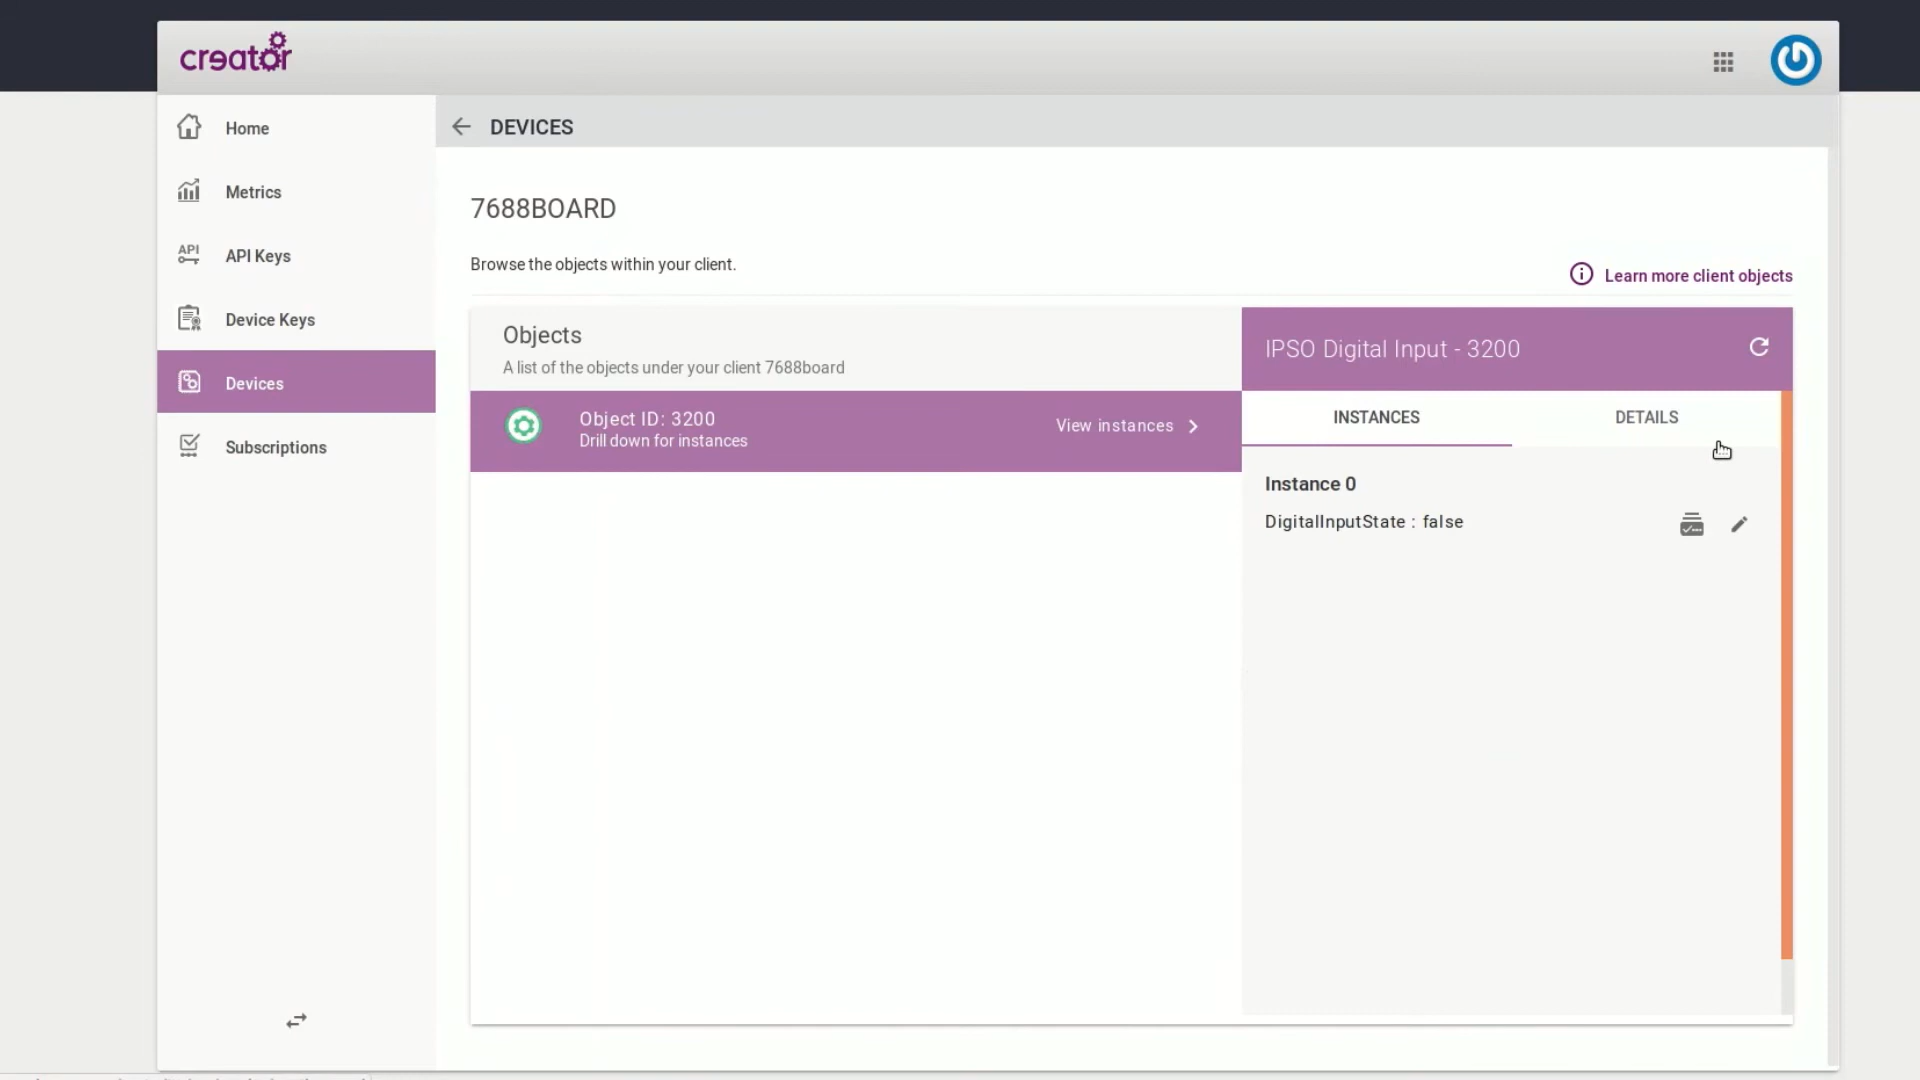 creator
Home
Metrics
API
API Keys
Device Keys
Devices
Subscriptions
DEVICES
7688BOARD
Browse the objects within your client.
Learn more client objects
Objects
A list of the objects under your client 7688board
Object ID: 3200
Drill down for instances
View instances
IPSO Digital Input - 3200
INSTANCES
DETAILS
Instance 0
DigitalInputState : false